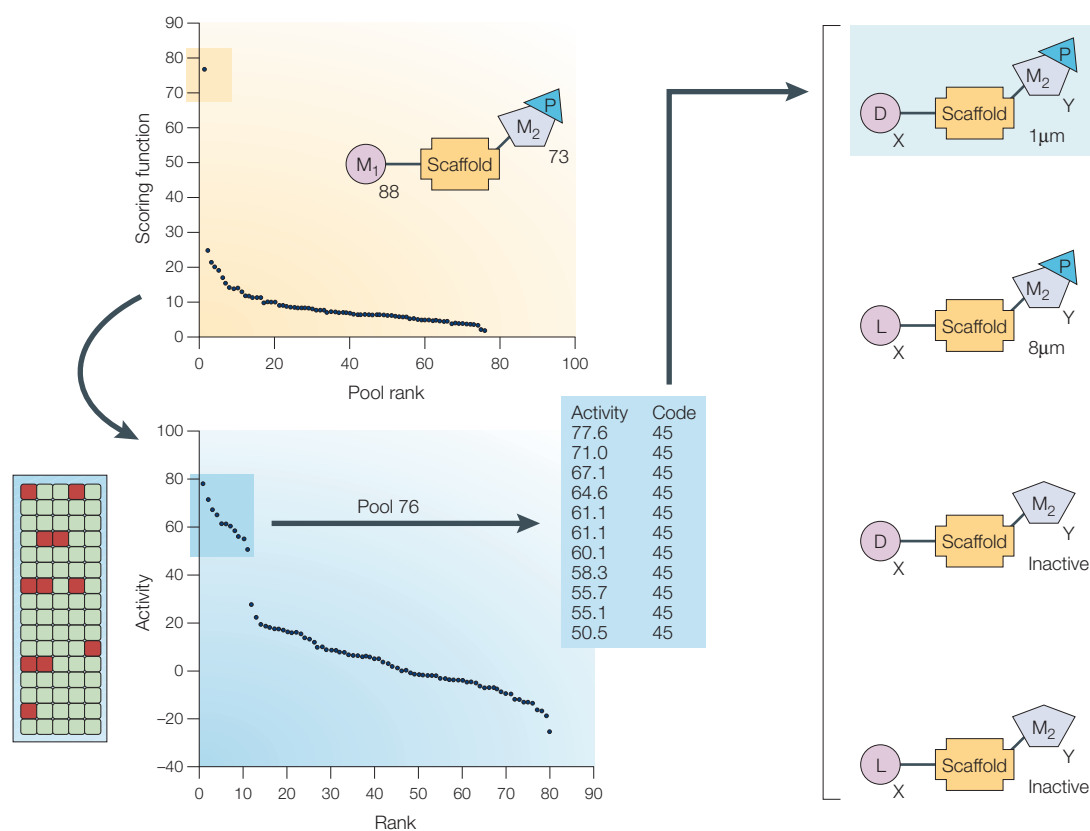 90
80
70
60
50
40
30
20
10
0
Scoring function
0
20
40
60
80
100
Pool rank
M1
88
Scaffold
M2
P
73
100
80
60
40
20
0
–20
–40
Activity
0
10
20
30
40
50
60
70
80
90
Rank
Pool 76
Activity Code
77.6 45
71.0 45
67.1 45
64.6 45
61.1 45
61.1 45
60.1 45
58.3 45
55.7 45
55.1 45
50.5 45
D
X
Scaffold
M2
P
Y
1µm
L
X
Scaffold
M2
P
Y
8µm
D
X
Scaffold
M2
Y
Inactive
L
X
Scaffold
M2
Y
Inactive